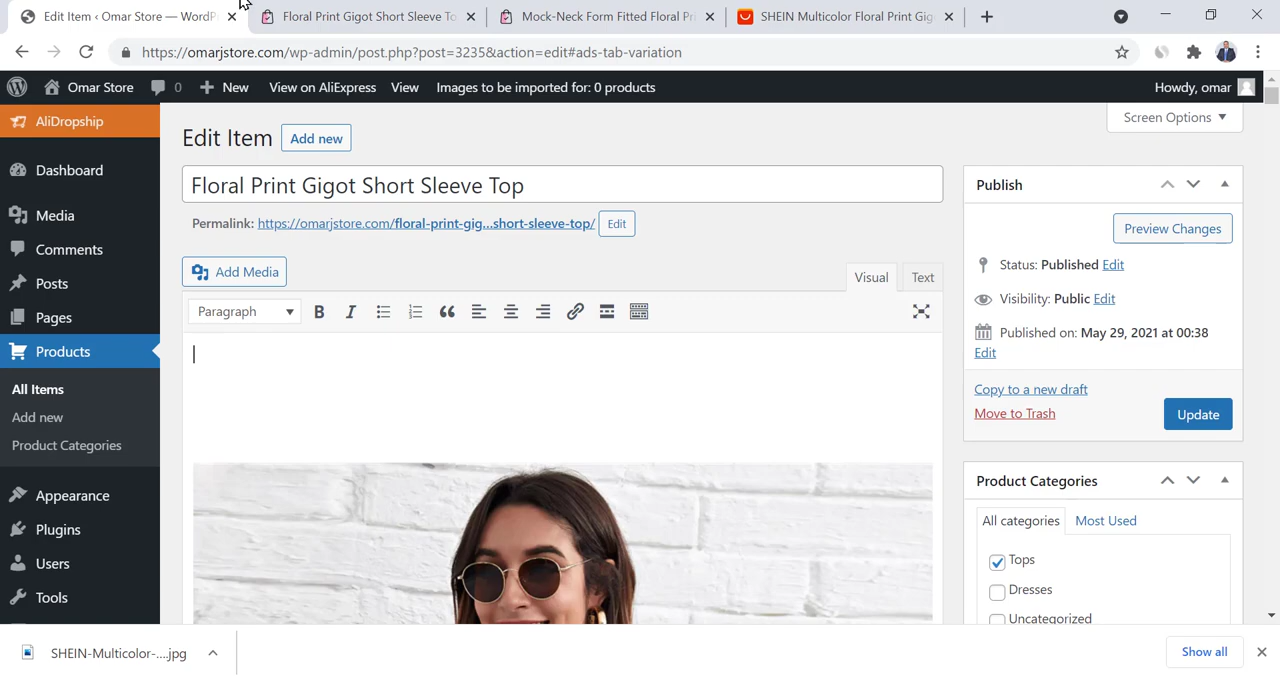 Edit Item ‹ Omar Store — WordP
Floral Print Gigot Short Sleeve To
Mock-Neck Form Fitted Floral Pri
SHEIN Multicolor Floral Print Gig
https://omarjstore.com/wp-admin/post.php?post=3235&action=edit#ads-tab-variation
Omar Store
0
New
View on AliExpress
View
Images to be imported for: 0 products
Howdy, omar
AliDropship
Dashboard
Media
Comments
Posts
Pages
Products
All Items
Add new
Product Categories
Appearance
Plugins
Users
Tools
Edit Item
Add new
Screen Options
Floral Print Gigot Short Sleeve Top
Permalink: https://omarjstore.com/floral-print-gig…short-sleeve-top/ Edit
Add Media
Visual
Text
Paragraph
B
I
Publish
Preview Changes
Status: Published Edit
Visibility: Public Edit
Published on: May 29, 2021 at 00:38
Edit
Copy to a new draft
Move to Trash
Update
Product Categories
All categories
Most Used
Tops
Dresses
Uncategorized
SHEIN-Multicolor-....jpg
Show all